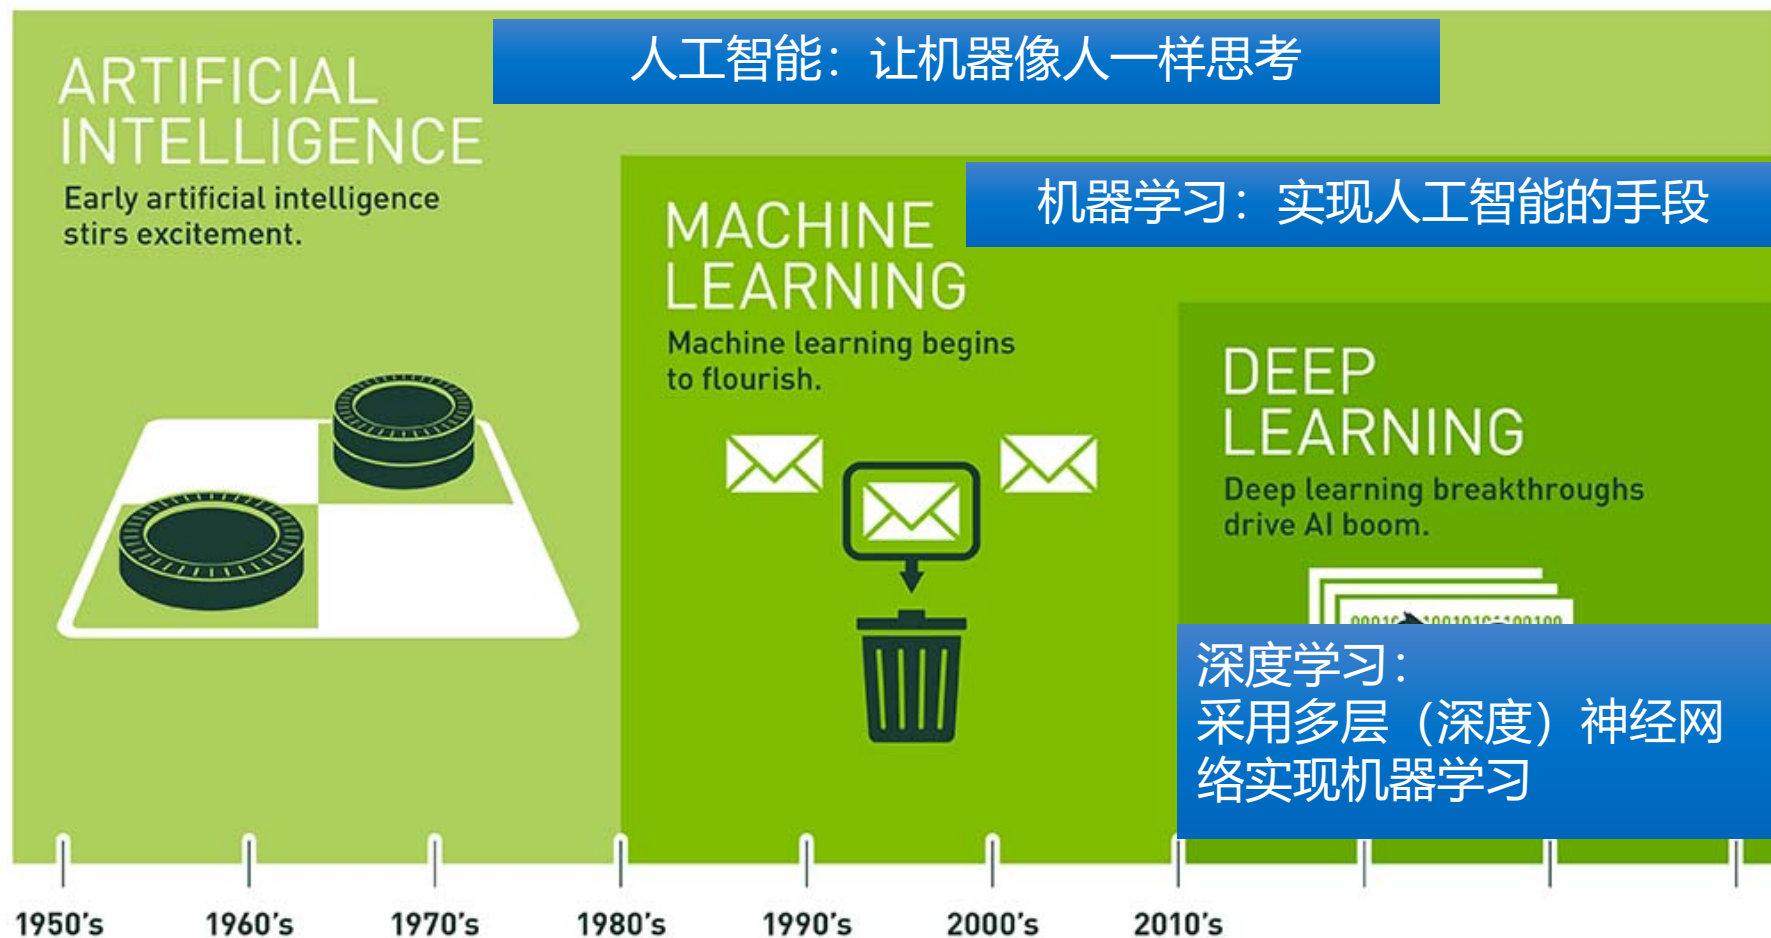 人工智能：让机器像人一样思考
ARTIFICIAL
INTELLIGENCE
Early artificial intelligence
stirs excitement.
机器学习：实现人工智能的手段
MACHINE
LEARNING
Machine learning begins
to flourish.
DEEP
LEARNING
Deep learning breakthroughs
drive AI boom.
深度学习：
采用多层（深度）神经网
络实现机器学习
1950's
1960's
1970's
1980's
1990's
2000's
2010's